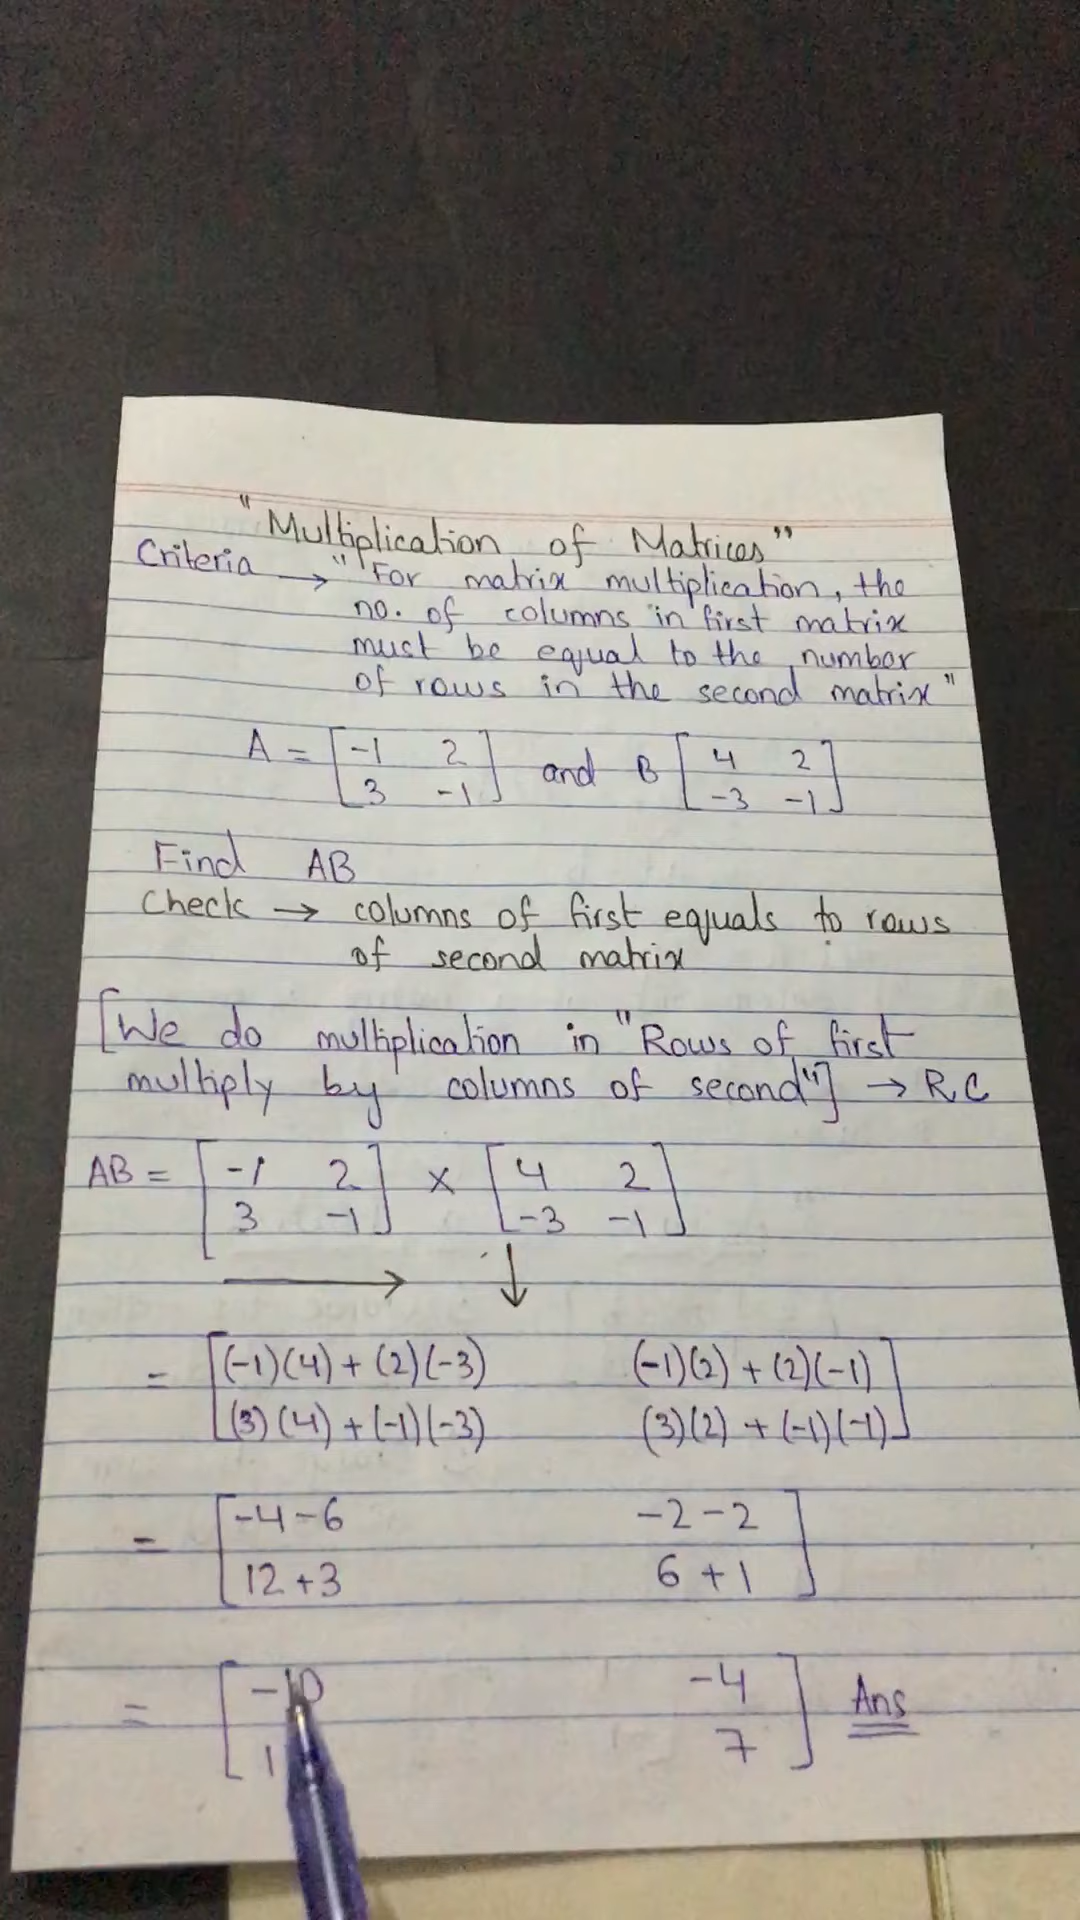 "Multiplication of Matrices"
Criteria → "For matrix multiplication, the
no. of columns in first matrix
must be equal to the number
of rows in the second matrix"
A = [-1 2] and B [4 2]
[3 -1] [-3 -1]
Find AB
Check → columns of first equals to rows
of second matrix
[We do multiplication in "Rows of first
multiply by columns of second"] → RC
AB = [-1 2] × [4 2]
[3 -1] [-3 -1]
→ ↓
= [(-1)(4) + (2)(-3) (-1)(2) + (2)(-1)]
[(3)(4) + (-1)(-3) (3)(2) + (-1)(-1)]
= [-4-6 -2-2]
[12+3 6+1]
= [-10 -4] Ans
[1 7]